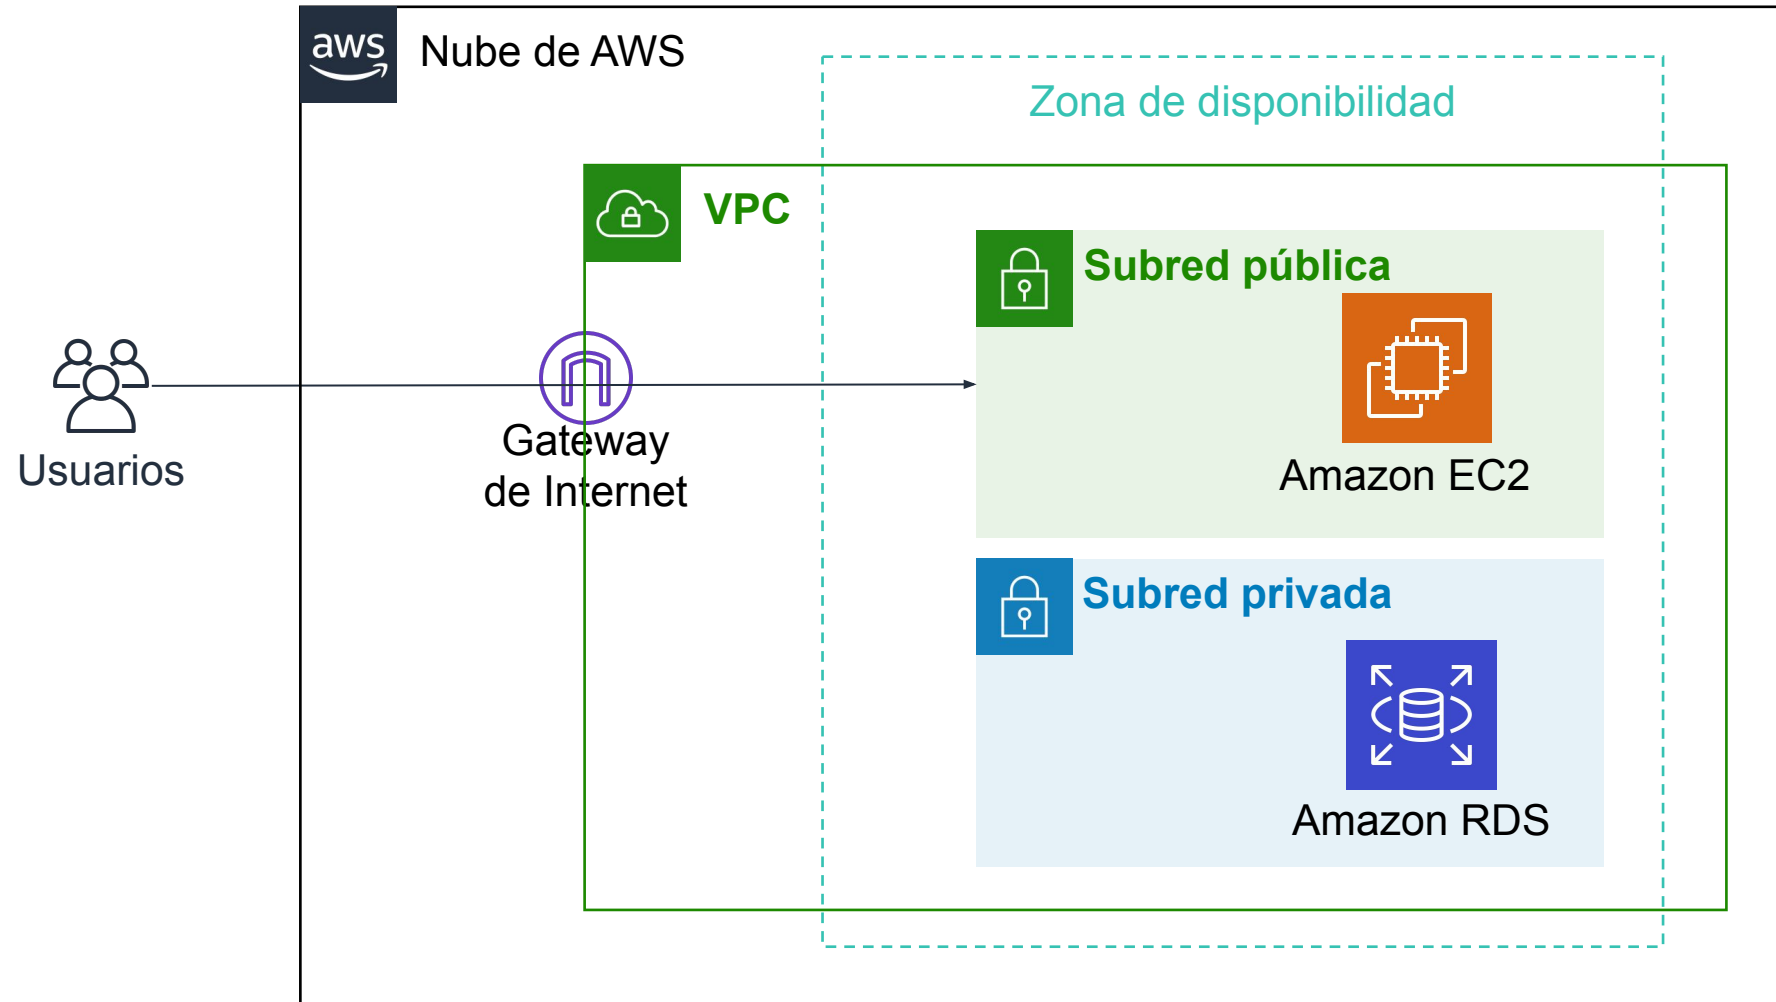 aws
Nube de AWS
Zona de disponibilidad
VPC
Subred pública
Usuarios
Gateway
de Internet
Amazon EC2
Subred privada
Amazon RDS